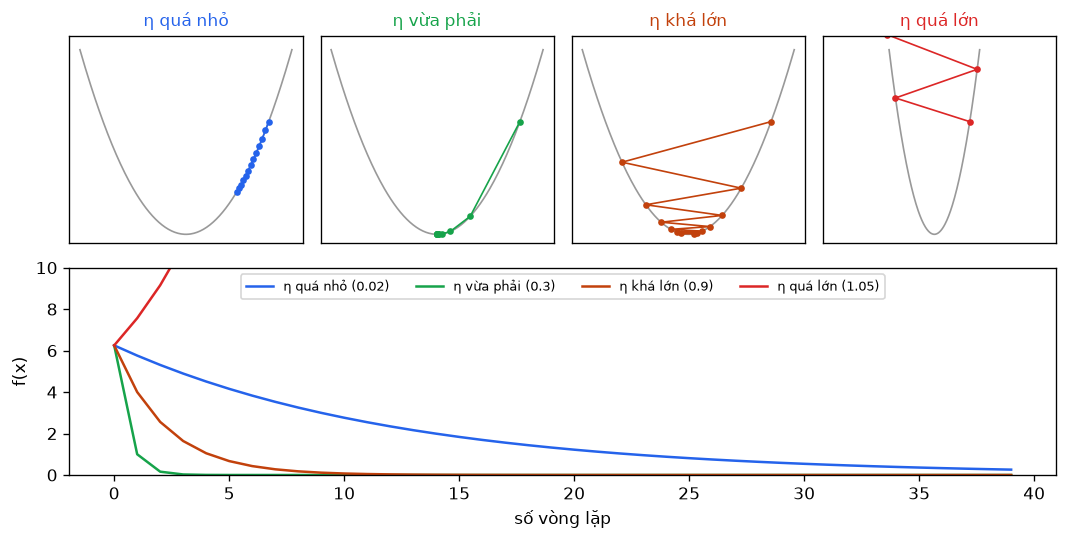 η quá nhỏ
η vừa phải
η khá lớn
η quá lớn
10
8
6
4
2
0
f(x)
η quá nhỏ (0.02)
η vừa phải (0.3)
η khá lớn (0.9)
η quá lớn (1.05)
0
5
10
15
20
25
30
35
40
số vòng lặp